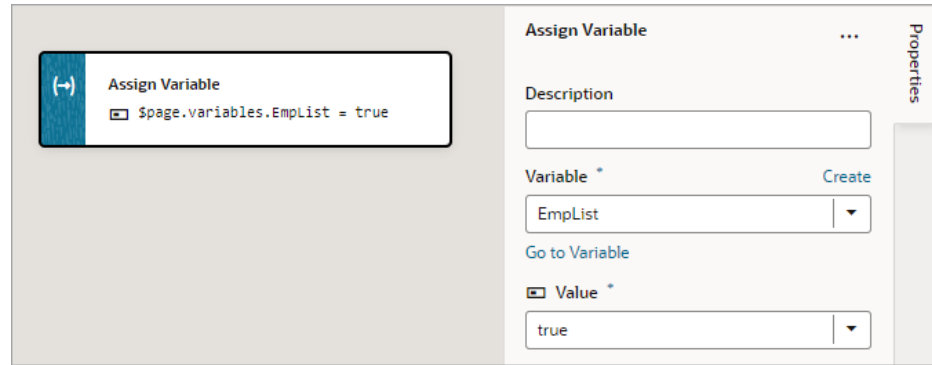 Assign Variable
$page.variables.EmpList = true
Assign Variable
...
Properties
Description
Variable *
Create
EmpList
Go to Variable
Value *
true